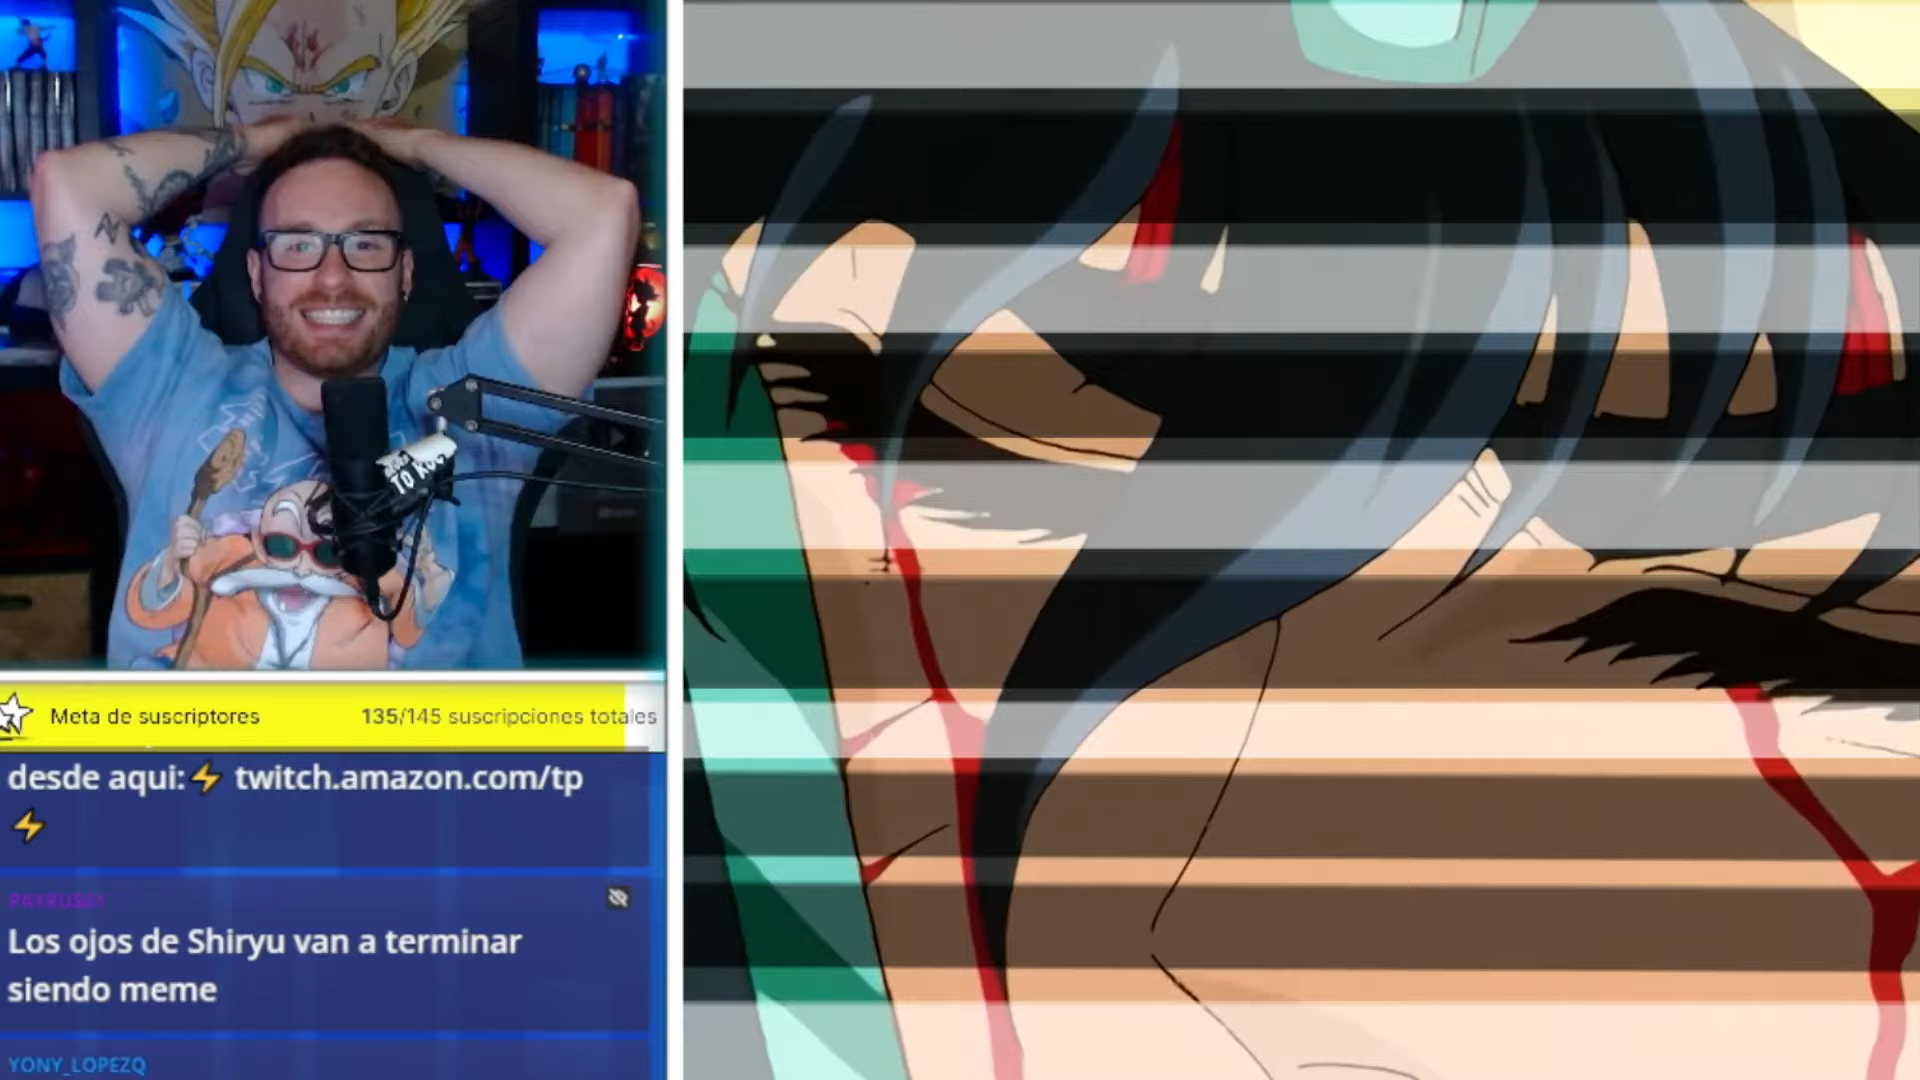 Meta de suscriptores 135/145 suscripciones totales
desde aqui:⚡ twitch.amazon.com/tp
⚡
Los ojos de Shiryu van a terminar
siendo meme
YONY_LOPEZQ